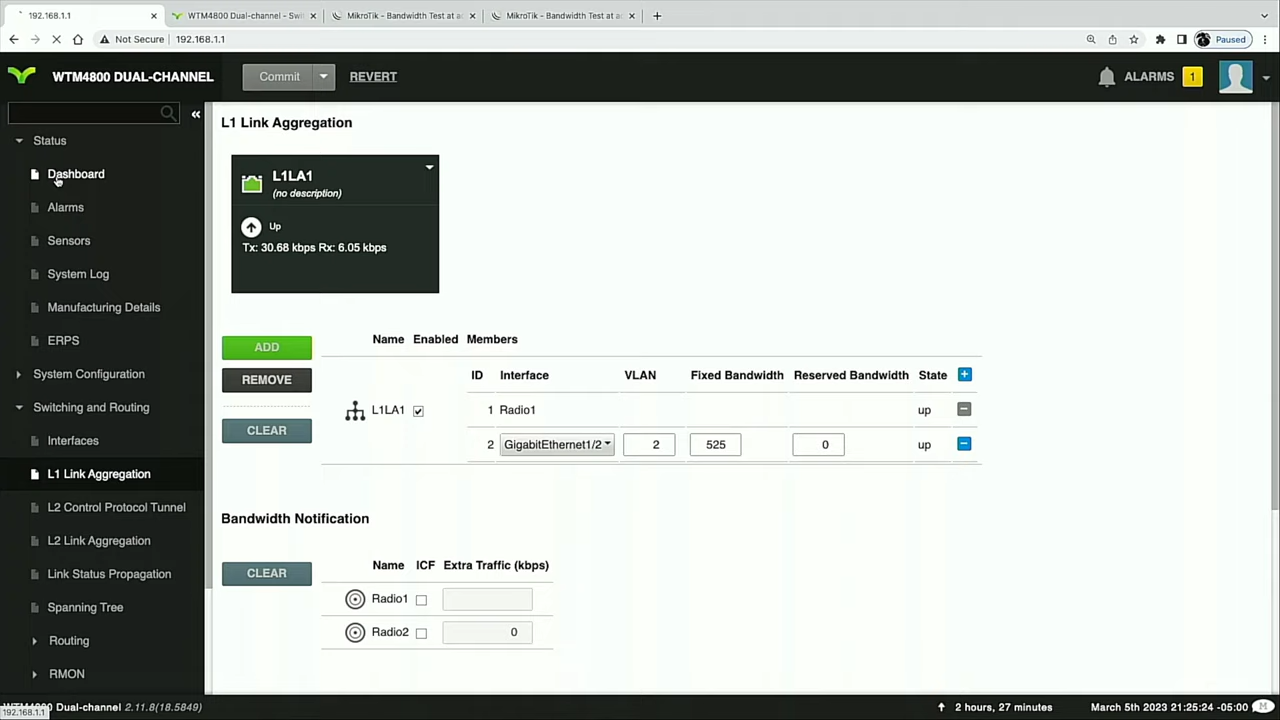 192.168.1.1
WTM4800 Dual-channel - Swit
MikroTik - Bandwidth Test at ad
MikroTik - Bandwidth Test at ad
Not Secure
192.168.1.1
Paused
WTM4800 DUAL-CHANNEL
Commit
REVERT
ALARMS
1
Status
Dashboard
Alarms
Sensors
System Log
Manufacturing Details
ERPS
System Configuration
Switching and Routing
Interfaces
L1 Link Aggregation
L2 Control Protocol Tunnel
L2 Link Aggregation
Link Status Propagation
Spanning Tree
Routing
RMON
L1 Link Aggregation
L1LA1
(no description)
Up
Tx: 30.68 kbps Rx: 6.05 kbps
ADD
REMOVE
CLEAR
Name Enabled Members
ID Interface VLAN Fixed Bandwidth Reserved Bandwidth State
L1LA1
1 Radio1 up
2 GigabitEthernet1/2 2 525 0 up
Bandwidth Notification
CLEAR
Name ICF Extra Traffic (kbps)
Radio1
Radio2 0
WTM4800 Dual-channel 2.11.8(18.5849)
192.168.1.1
2 hours, 27 minutes
March 5th 2023 21:25:24 -05:00
M